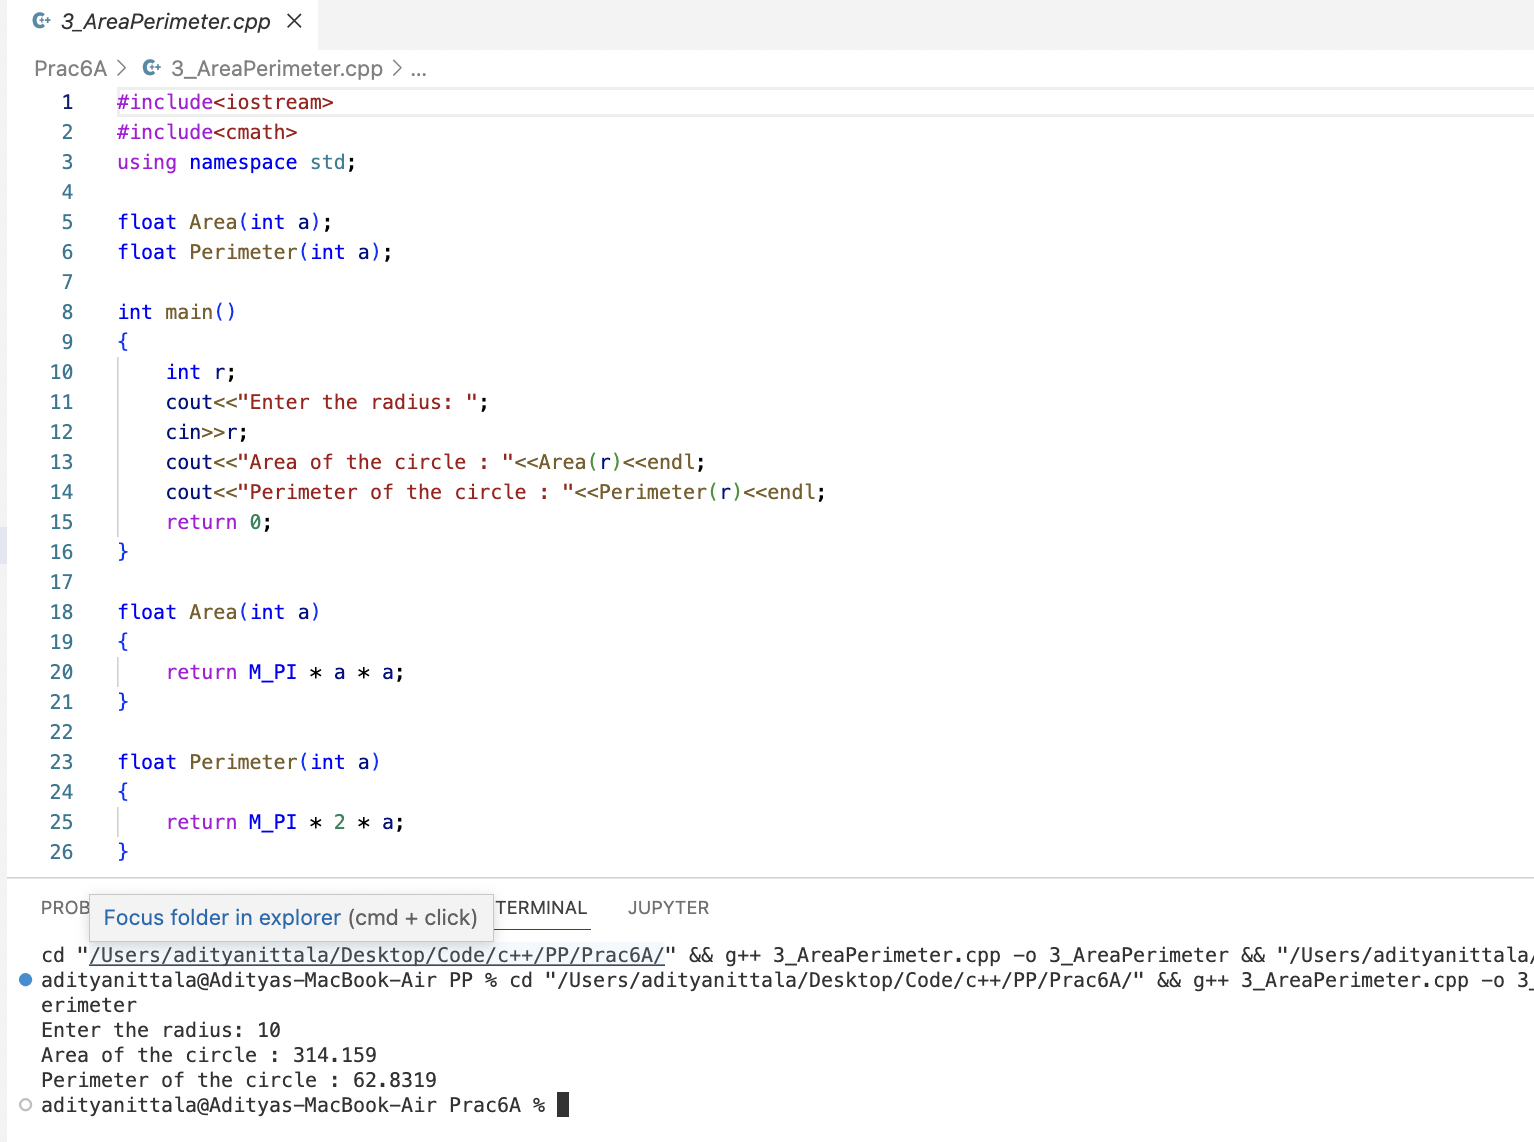 3_AreaPerimeter.cpp
Prac6A > 3_AreaPerimeter.cpp > ...
1 #include<iostream>
2 #include<cmath>
3 using namespace std;
4
5 float Area(int a);
6 float Perimeter(int a);
7
8 int main()
9 {
10     int r;
11     cout<<"Enter the radius: ";
12     cin>>r;
13     cout<<"Area of the circle : "<<Area(r)<<endl;
14     cout<<"Perimeter of the circle : "<<Perimeter(r)<<endl;
15     return 0;
16 }
17
18 float Area(int a)
19 {
20     return M_PI * a * a;
21 }
22
23 float Perimeter(int a)
24 {
25     return M_PI * 2 * a;
26 }
PROB TERMINAL JUPYTER
Focus folder in explorer (cmd + click)
cd "/Users/adityanittala/Desktop/Code/c++/PP/Prac6A/" && g++ 3_AreaPerimeter.cpp -o 3_AreaPerimeter && "/Users/adityanittala/
adityanittala@Adityas-MacBook-Air PP % cd "/Users/adityanittala/Desktop/Code/c++/PP/Prac6A/" && g++ 3_AreaPerimeter.cpp -o 3_
erimeter
Enter the radius: 10
Area of the circle : 314.159
Perimeter of the circle : 62.8319
adityanittala@Adityas-MacBook-Air Prac6A %